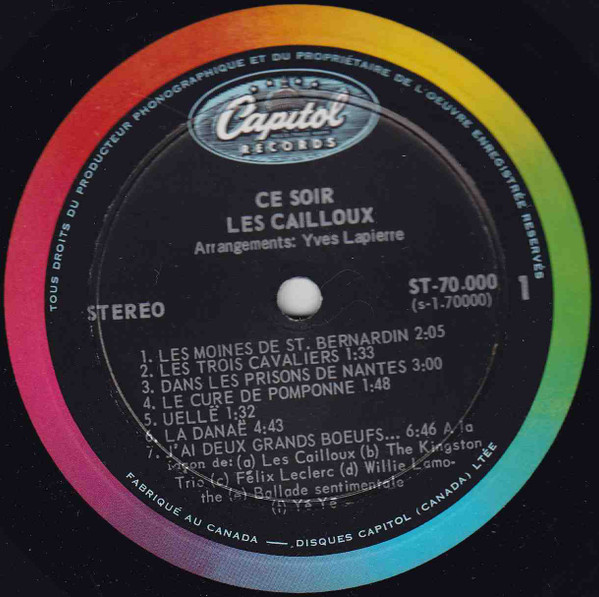 TOUS DROITS DU PRODUCTEUR PHONOGRAPHIQUE ET DU PROPRIÉTAIRE DE L'OEUVRE ENREGISTRÉE RESERVÉS
Capitol
RECORDS
CE SOIR
LES CAILLOUX
Arrangements: Yves Lapierre
STEREO
ST-70.000
(s-1.70000)
1
1. LES MOINES DE ST. BERNARDIN 2:05
2. LES TROIS CAVALIERS 1:33
3. DANS LES PRISONS DE NANTES 3:00
4. LE CURE DE POMPONNE 1:48
5. UELLË 1:32
6. LA DANAË 4:43
7. J'AI DEUX GRANDS BOEUFS... 6:46 A la
façon de: (a) Les Cailloux (b) The Kingston
Trio (c) Félix Leclerc (d) Willie Lamo-
the (e) Ballade sentimentale
(f) Yé Yé
FABRIQUÉ AU CANADA — DISQUES CAPITOL (CANADA) LTÉE